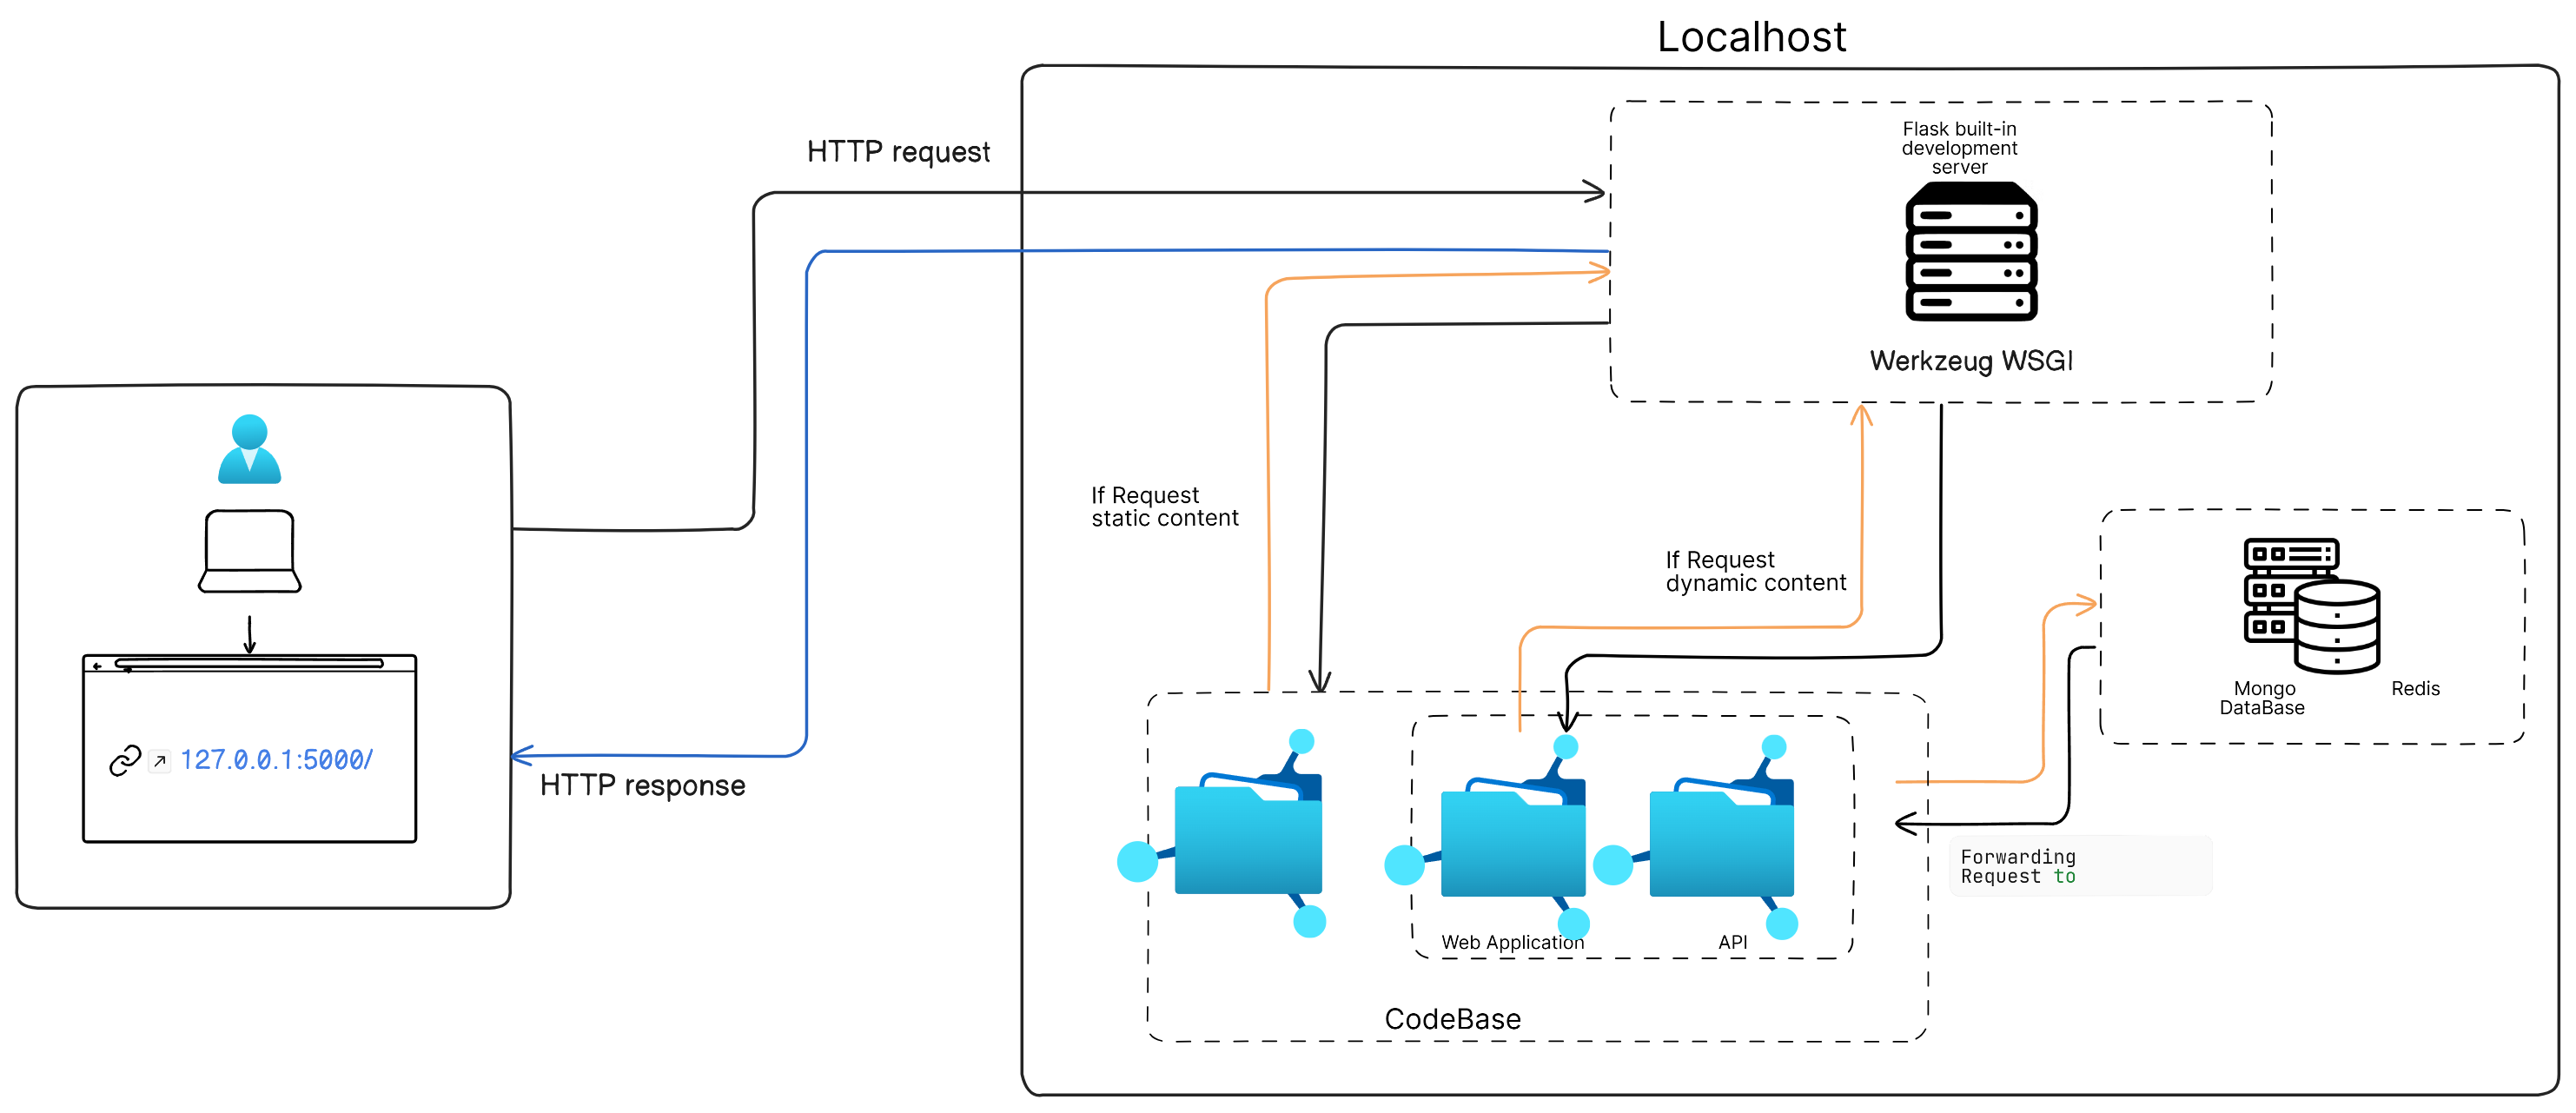 Localhost
HTTP request
Flask built-in
development
server
Werkzeug WSGI
If Request
static content
If Request
dynamic content
Mongo
DataBase
Redis
127.0.0.1:5000/
HTTP response
Forwarding
Request to
Web Application
API
CodeBase